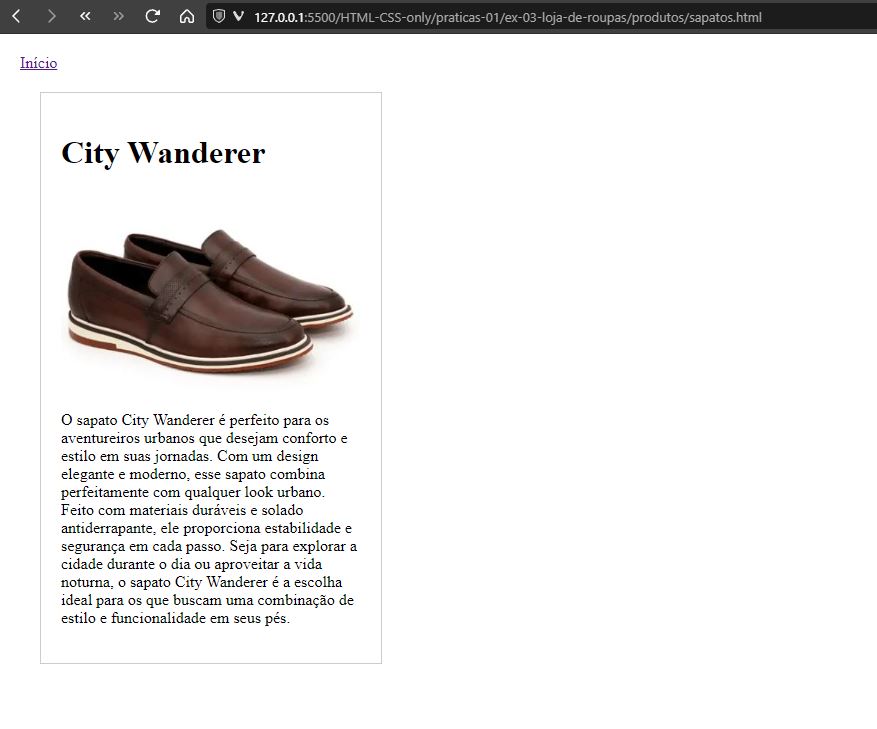 127.0.0.1:5500/HTML-CSS-only/praticas-01/ex-03-loja-de-roupas/produtos/sapatos.html
Início
City Wanderer
O sapato City Wanderer é perfeito para os
aventureiros urbanos que desejam conforto e
estilo em suas jornadas. Com um design
elegante e moderno, esse sapato combina
perfeitamente com qualquer look urbano.
Feito com materiais duráveis e solado
antiderrapante, ele proporciona estabilidade e
segurança em cada passo. Seja para explorar a
cidade durante o dia ou aproveitar a vida
noturna, o sapato City Wanderer é a escolha
ideal para os que buscam uma combinação de
estilo e funcionalidade em seus pés.